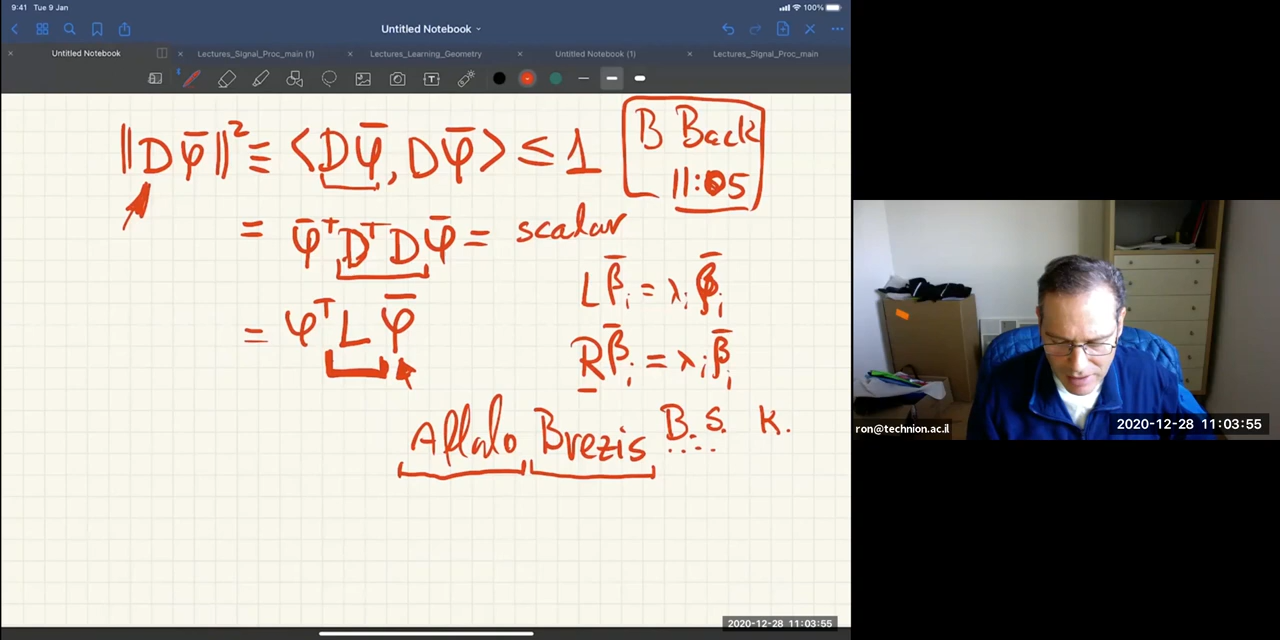 9:41 Tue 9 Jan
100%
Untitled Notebook
Untitled Notebook
Lectures_SIgnal_Proc_main (1)
Lectures_Learning_Geometry
Untitled Notebook (1)
Lectures_SIgnal_Proc_main
‖Dφ̄‖² ≡ ⟨Dφ̄, Dφ̄⟩ ≤ 1
B Back
11:05
= φ̄ᵀDᵀDφ̄ = scalar
= φᵀLφ̄
Lβ̄ᵢ = λᵢβ̄ᵢ
Rβ̄ᵢ = λᵢβ̄ᵢ
Aflalo Brezis B. S. K.
ron@technion.ac.il
2020-12-28 11:03:55
2020-12-28 11:03:55